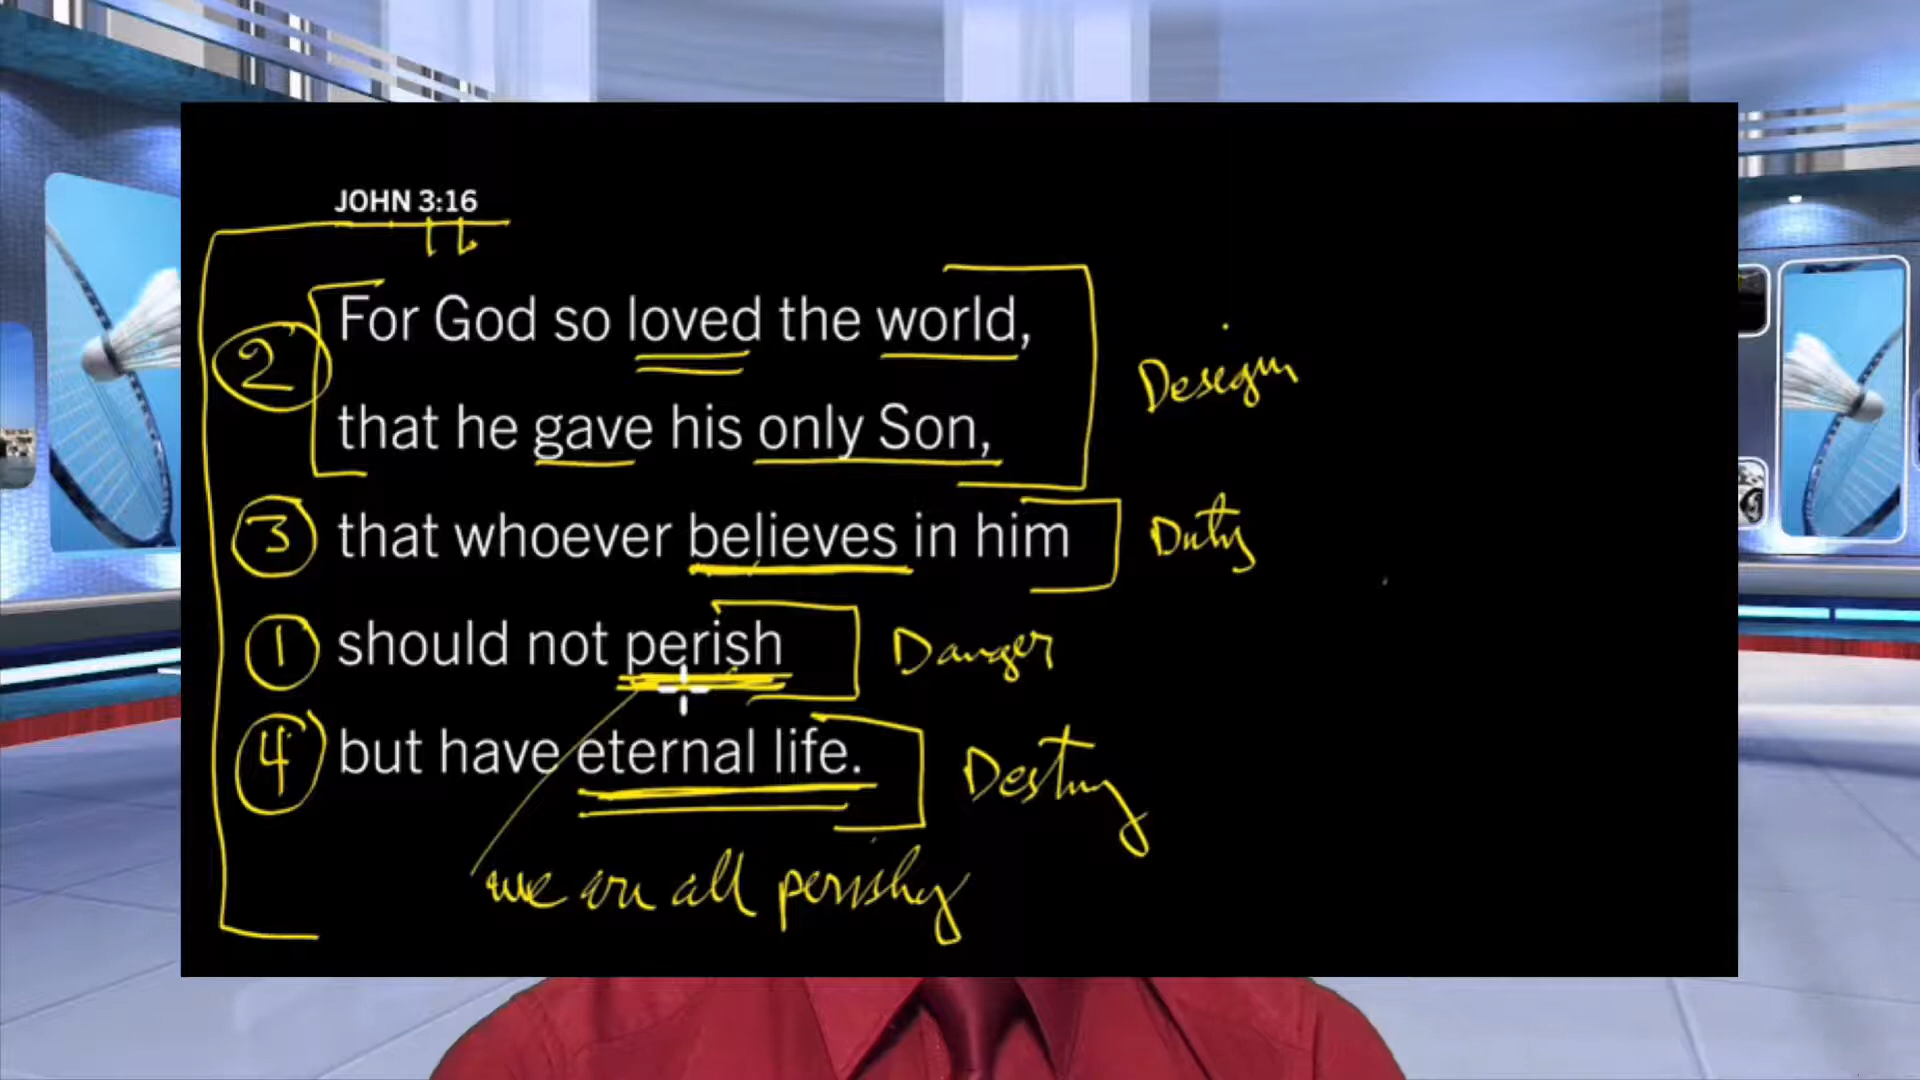 JOHN 3:16
2 For God so loved the world,
that he gave his only Son,
Design
3 that whoever believes in him Duty
1 should not perish Danger
4 but have eternal life. Destiny
we are all perishing